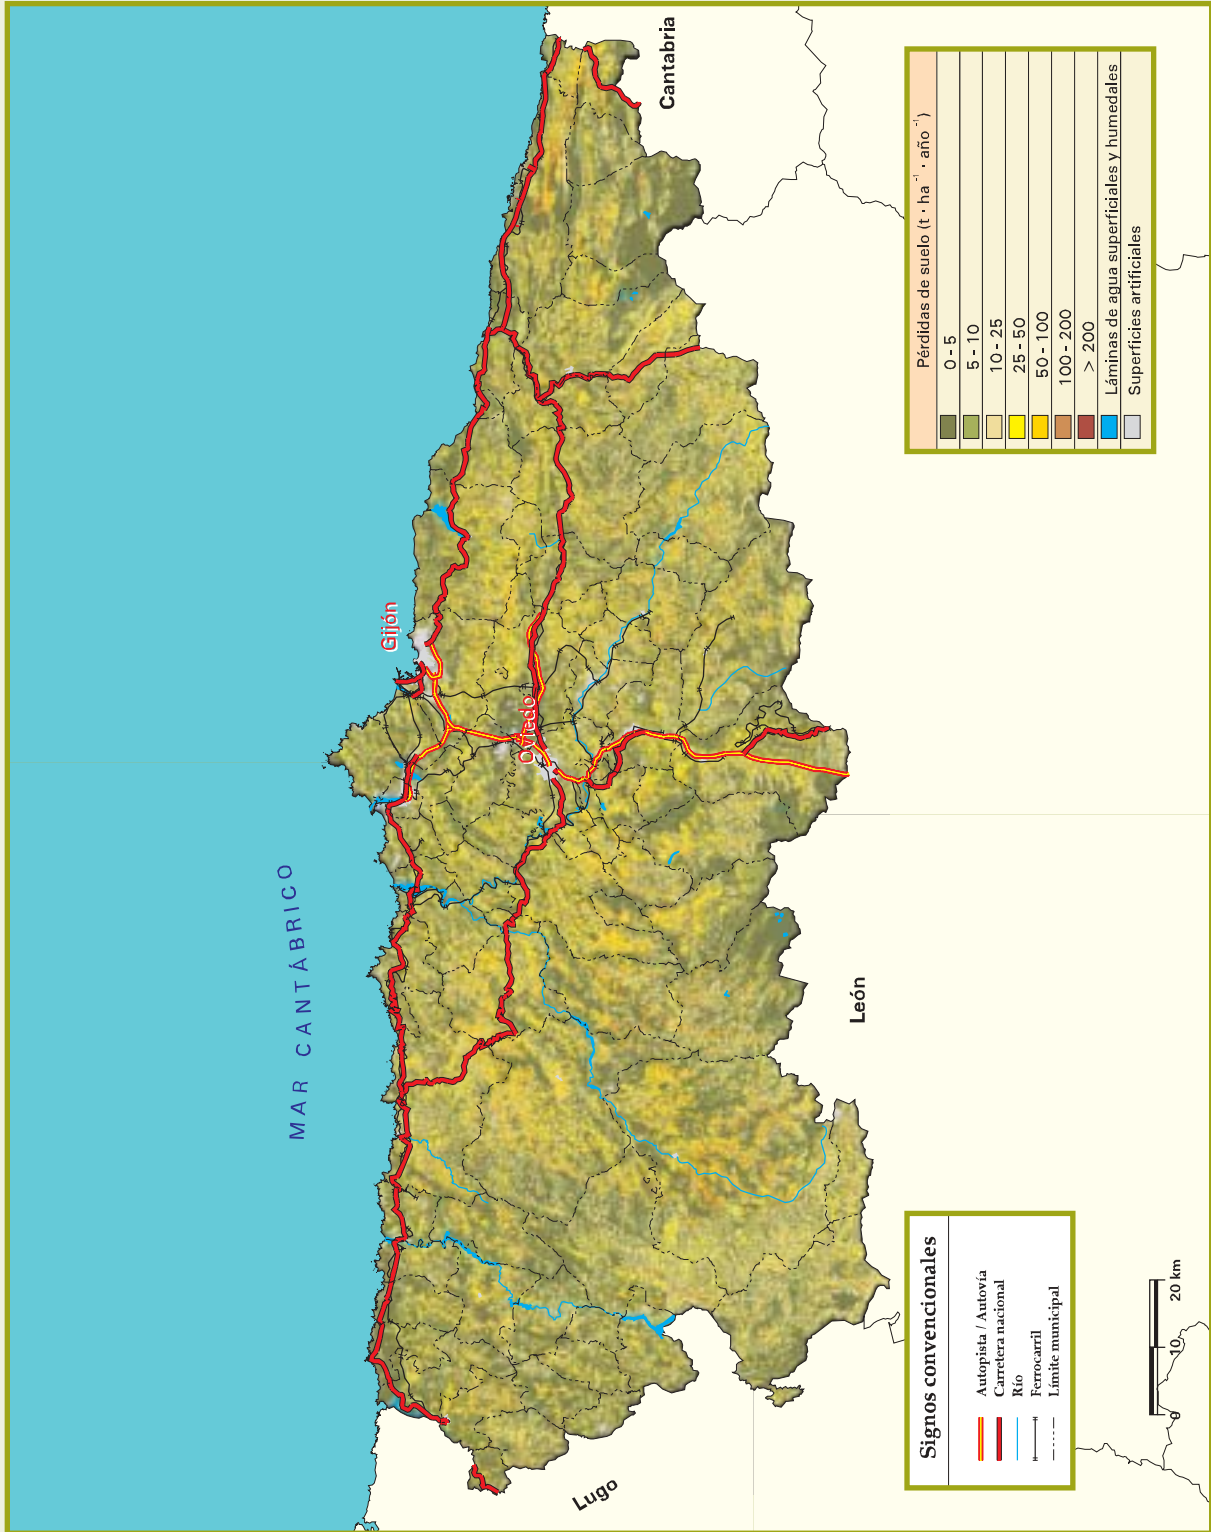 MAR CANTÁBRICO
Gijón
Oviedo
Cantabria
León
Lugo
Signos convencionales
Autopista / Autovía
Carretera nacional
Río
Ferrocarril
Límite municipal
0 10 20 km
Pérdidas de suelo (t · ha ⁻¹ · año ⁻¹)
0 - 5
5 - 10
10 - 25
25 - 50
50 - 100
100 - 200
> 200
Láminas de agua superficiales y humedales
Superficies artificiales